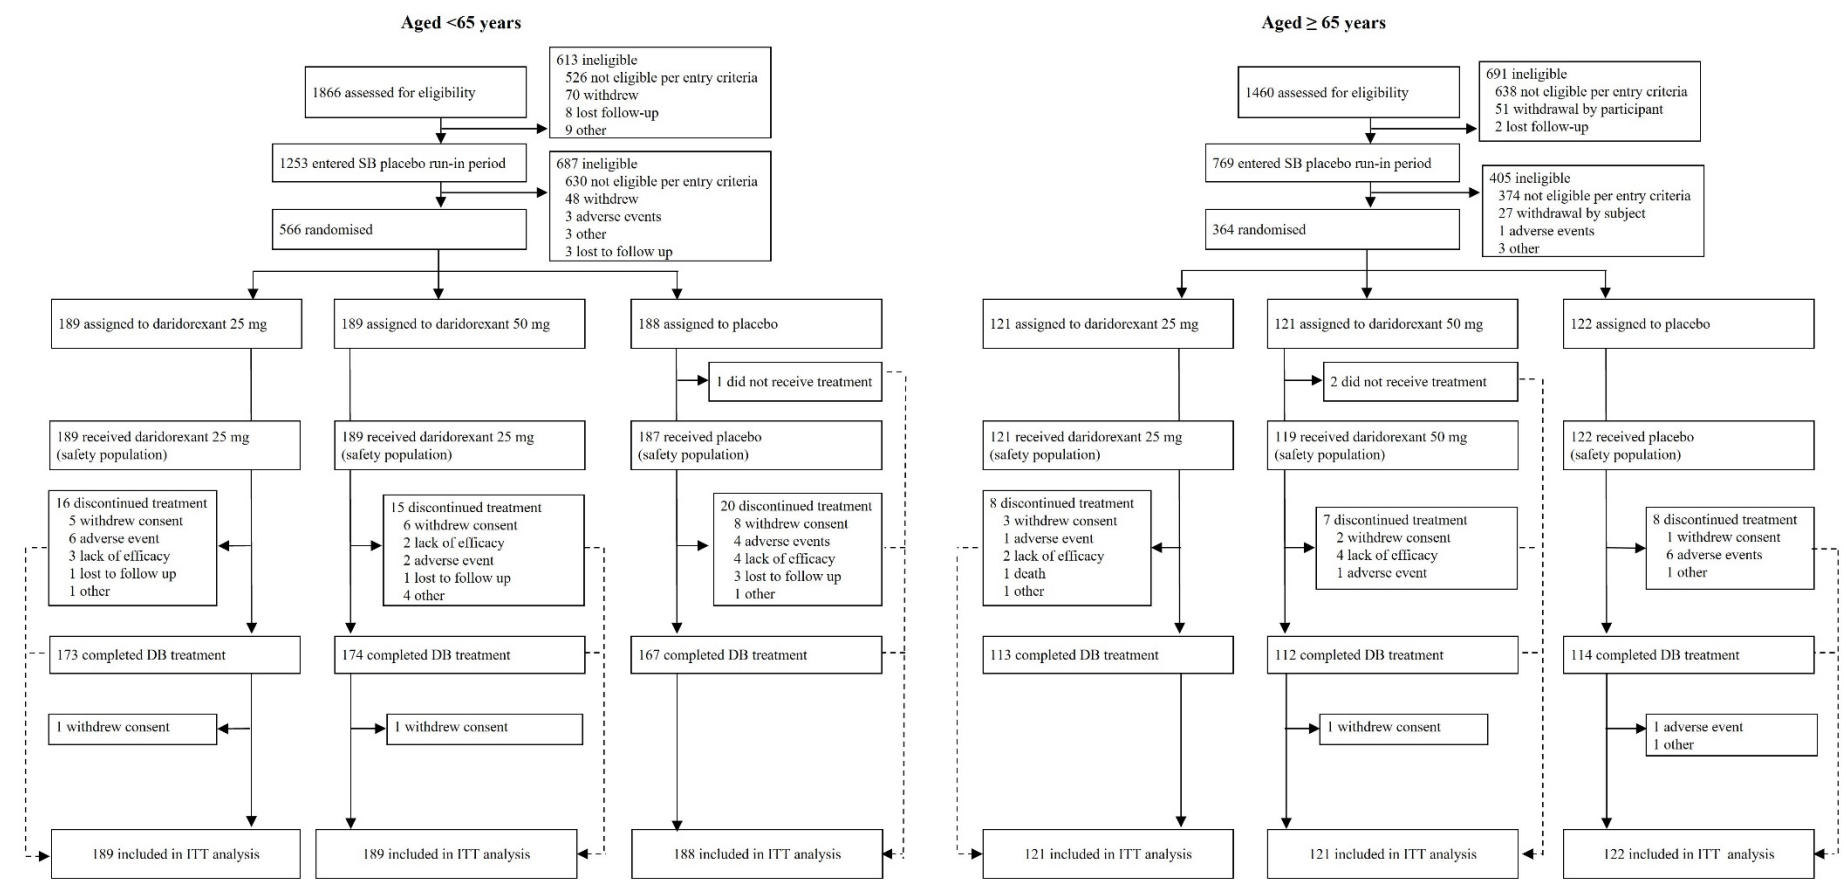 Aged <65 years
1866 assessed for eligibility
613 ineligible
526 not eligible per entry criteria
70 withdrew
8 lost follow-up
9 other
1253 entered SB placebo run-in period
687 ineligible
630 not eligible per entry criteria
48 withdrew
3 adverse events
3 other
3 lost to follow up
566 randomised
189 assigned to daridorexant 25 mg
189 assigned to daridorexant 50 mg
188 assigned to placebo
1 did not receive treatment
189 received daridorexant 25 mg
(safety population)
189 received daridorexant 25 mg
(safety population)
187 received placebo
(safety population)
16 discontinued treatment
5 withdrew consent
6 adverse event
3 lack of efficacy
1 lost to follow up
1 other
15 discontinued treatment
6 withdrew consent
2 lack of efficacy
2 adverse event
1 lost to follow up
4 other
20 discontinued treatment
8 withdrew consent
4 adverse events
4 lack of efficacy
3 lost to follow up
1 other
173 completed DB treatment
174 completed DB treatment
167 completed DB treatment
1 withdrew consent
1 withdrew consent
189 included in ITT analysis
189 included in ITT analysis
188 included in ITT analysis
Aged ≥ 65 years
1460 assessed for eligibility
691 ineligible
638 not eligible per entry criteria
51 withdrawal by participant
2 lost follow-up
769 entered SB placebo run-in period
405 ineligible
374 not eligible per entry criteria
27 withdrawal by subject
1 adverse events
3 other
364 randomised
121 assigned to daridorexant 25 mg
121 assigned to daridorexant 50 mg
122 assigned to placebo
2 did not receive treatment
121 received daridorexant 25 mg
(safety population)
119 received daridorexant 50 mg
(safety population)
122 received placebo
(safety population)
8 discontinued treatment
3 withdrew consent
1 adverse event
2 lack of efficacy
1 death
1 other
7 discontinued treatment
2 withdrew consent
4 lack of efficacy
1 adverse event
8 discontinued treatment
1 withdrew consent
6 adverse events
1 other
113 completed DB treatment
112 completed DB treatment
114 completed DB treatment
1 withdrew consent
1 adverse event
1 other
121 included in ITT analysis
121 included in ITT analysis
122 included in ITT analysis